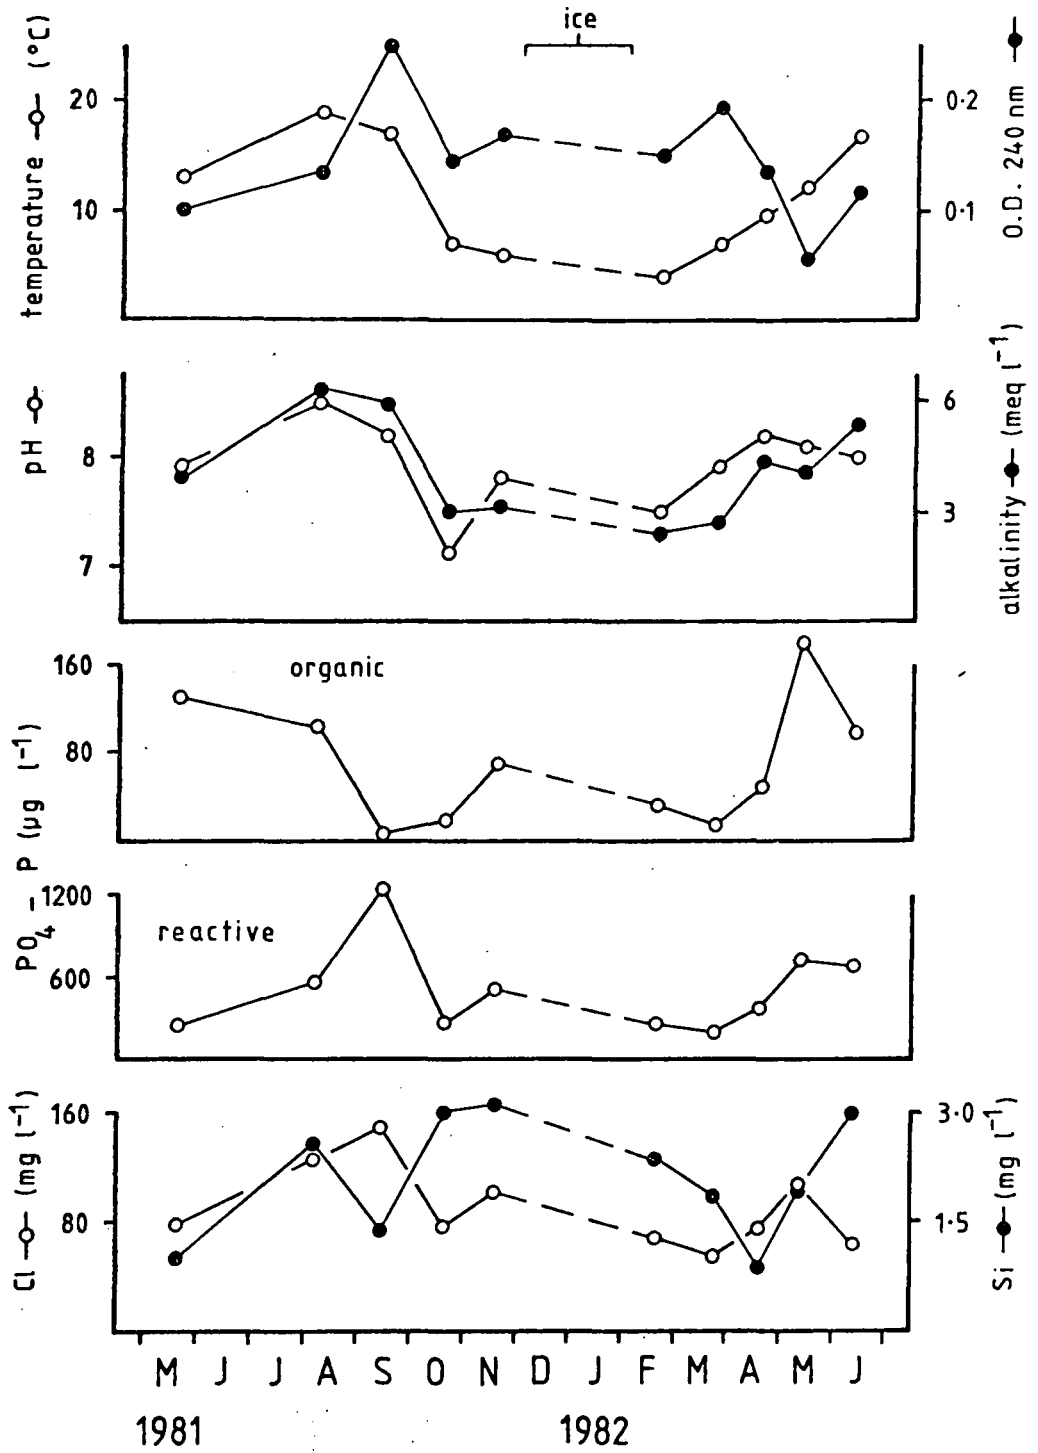 ice
temperature (°C)
20
10
0·2
0·1
O.D. 240 nm
pH
8
7
6
3
alkalinity (meq l⁻¹)
organic
160
80
PO₄ – P (µg l⁻¹)
reactive
1200
600
Cl (mg l⁻¹)
160
80
3·0
1·5
Si (mg l⁻¹)
M J J A S O N D J F M A M J
1981 1982